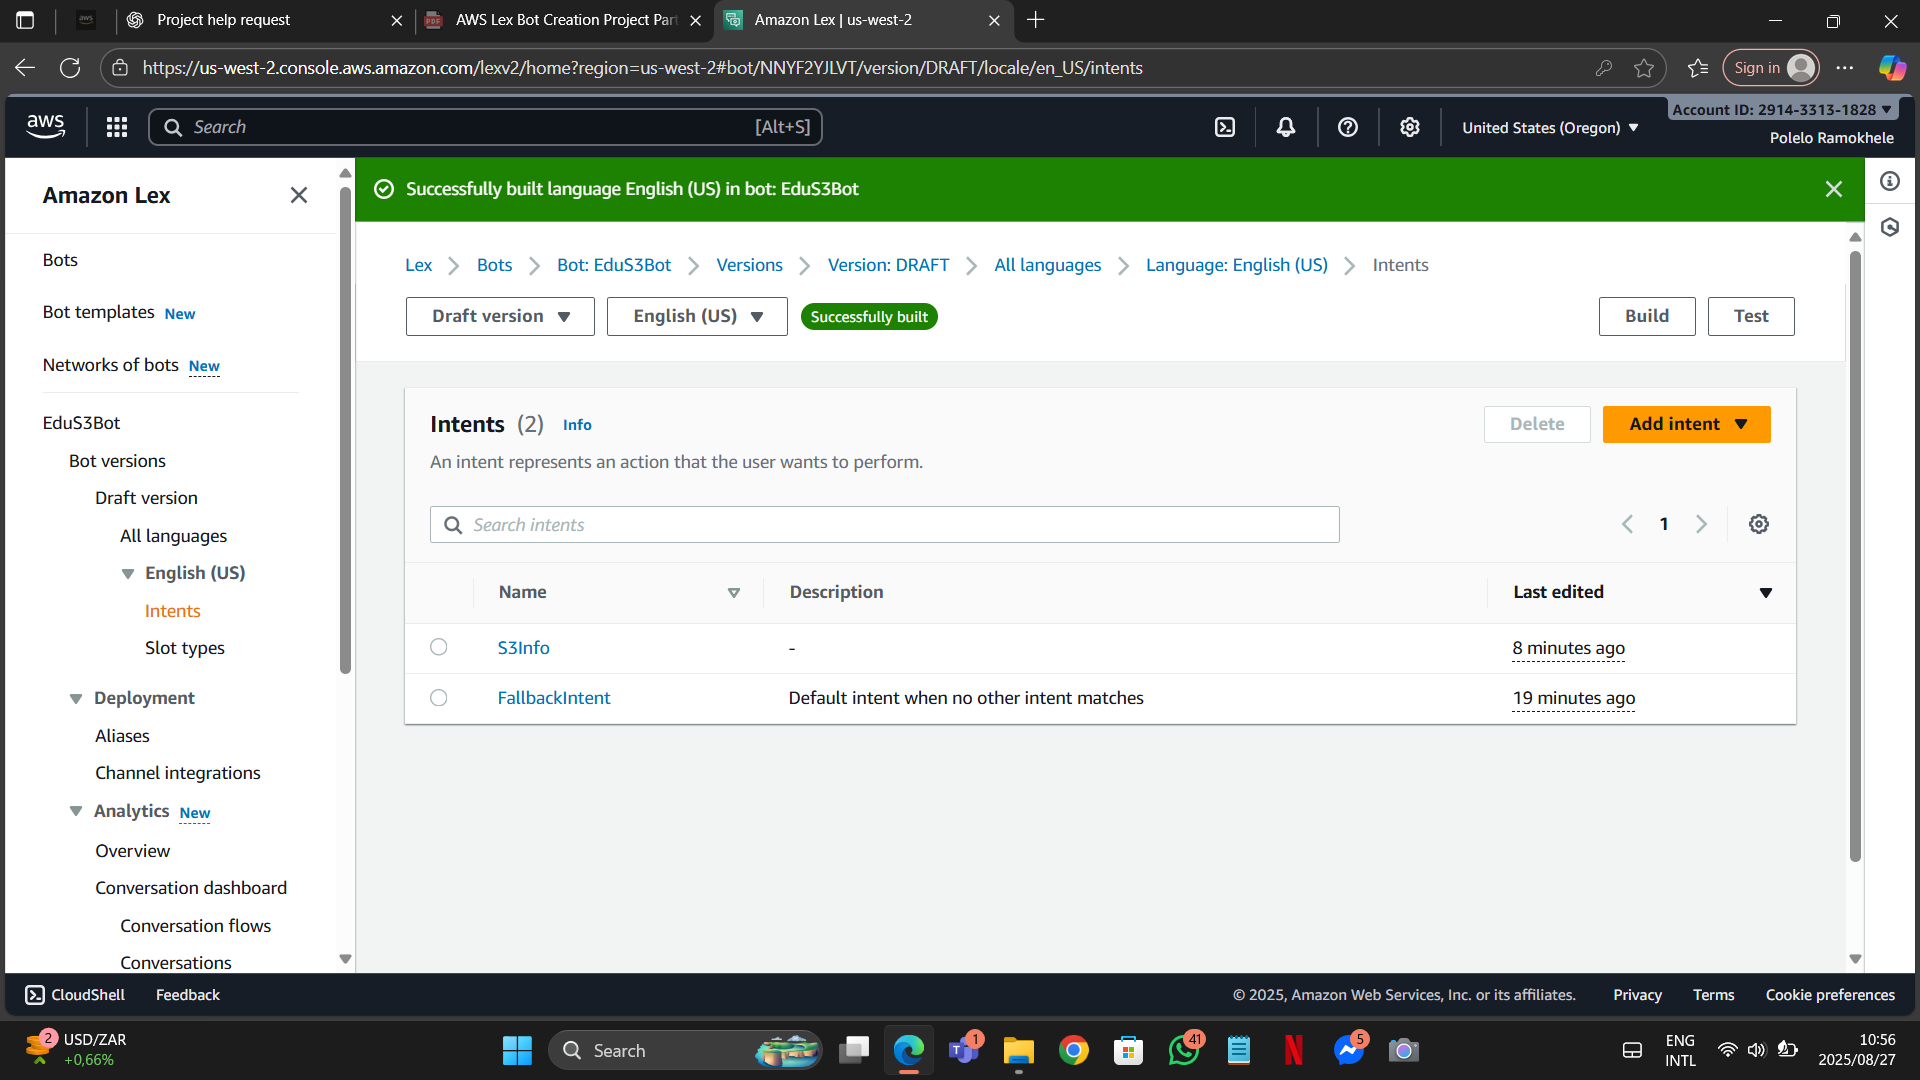 Project help request
AWS Lex Bot Creation Project Part
Amazon Lex | us-west-2
https://us-west-2.console.aws.amazon.com/lexv2/home?region=us-west-2#bot/NNYF2YJLVT/version/DRAFT/locale/en_US/intents
Sign in
aws
Search
[Alt+S]
United States (Oregon)
Account ID: 2914-3313-1828
Polelo Ramokhele
Amazon Lex
Bots
Bot templates New
Networks of bots New
EduS3Bot
Bot versions
Draft version
All languages
English (US)
Intents
Slot types
Deployment
Aliases
Channel integrations
Analytics New
Overview
Conversation dashboard
Conversation flows
Conversations
Successfully built language English (US) in bot: EduS3Bot
Lex
Bots
Bot: EduS3Bot
Versions
Version: DRAFT
All languages
Language: English (US)
Intents
Draft version
English (US)
Successfully built
Build
Test
Intents (2) Info
Delete
Add intent
An intent represents an action that the user wants to perform.
Search intents
1
Name
Description
Last edited
S3Info
-
8 minutes ago
FallbackIntent
Default intent when no other intent matches
19 minutes ago
CloudShell
Feedback
© 2025, Amazon Web Services, Inc. or its affiliates.
Privacy
Terms
Cookie preferences
2
USD/ZAR
+0,66%
Search
1
41
5
ENG
INTL
10:56
2025/08/27